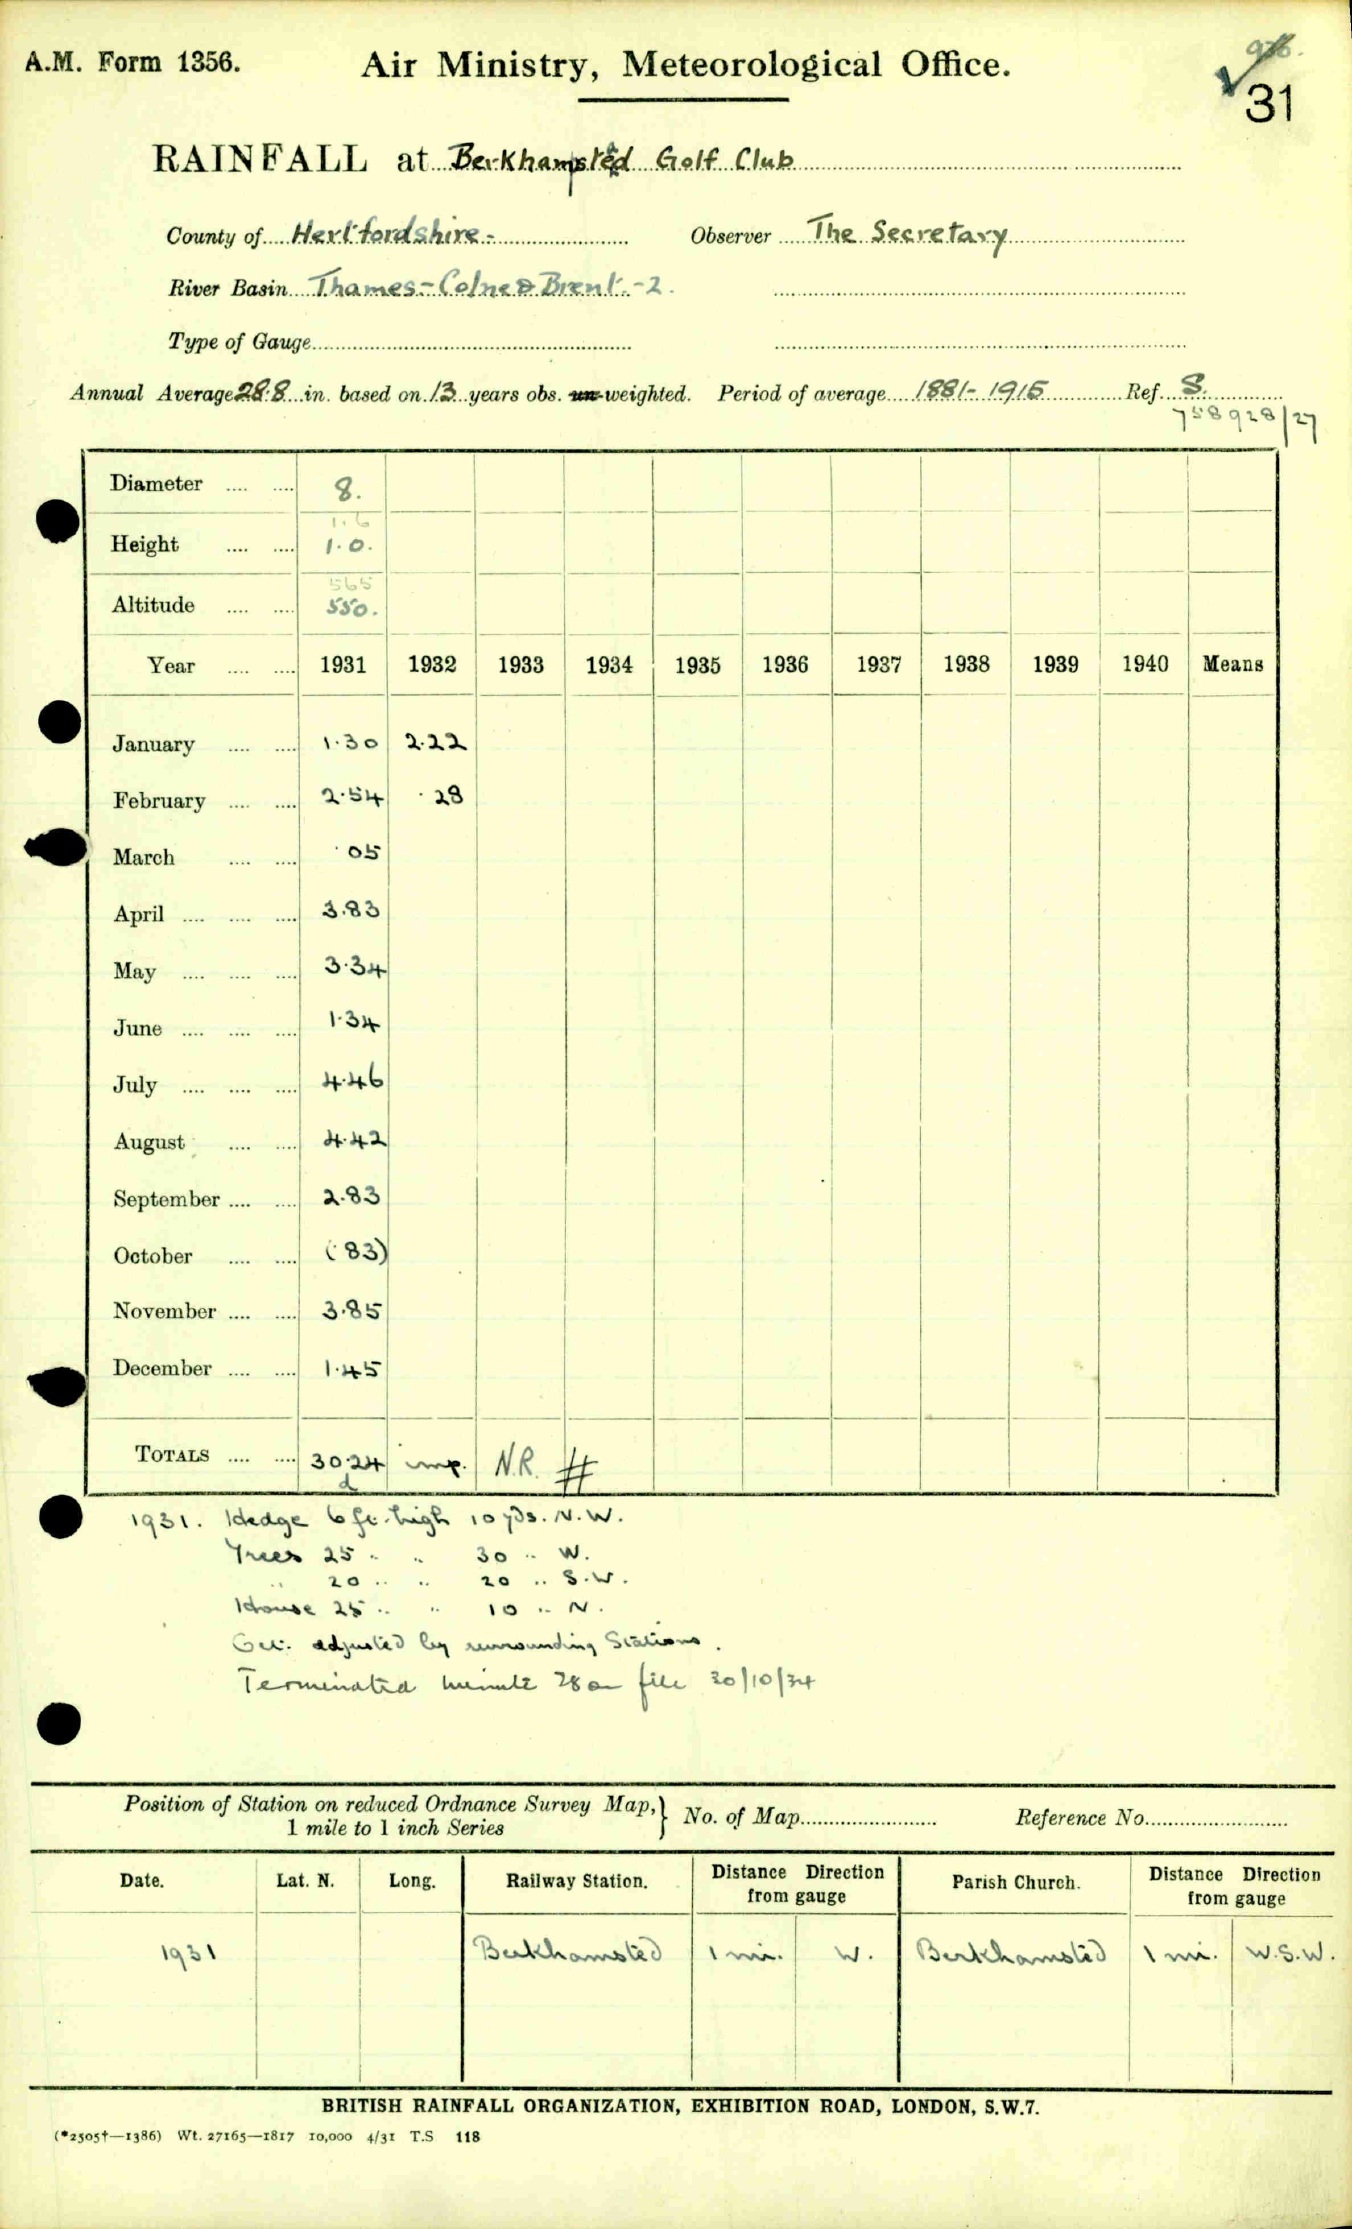 A.M. Form 1356.
Air Ministry, Meteorological Office.
31
RAINFALL at Berkhamsted Golf Club
County of Hertfordshire - Observer The Secretary
River Basin Thames - Colne & Brent. - 2.
Type of Gauge
Annual Average 28.8 in. based on 13 years obs. un-weighted. Period of average 1881-1915 Ref. S.
758928/27
Diameter .... .... 8.
1.6
Height .... .... 1.0.
565
Altitude .... .... 550.
Year .... .... 1931 1932 1933 1934 1935 1936 1937 1938 1939 1940 Means
January .... .... 1.30 2.22
February .... .... 2.54 .28
March .... .... .05
April .... .... .... 3.83
May .... .... .... 3.34
June .... .... .... 1.34
July .... .... .... 4.46
August .... .... 4.42
September .... .... 2.83
October .... .... (.83)
November .... .... 3.85
December .... .... 1.45
TOTALS .... .... 30.24 imp. N.R. #
d
1931. Hedge 6 ft. high 10 yds. N.W.
Trees 25 " " 30 " W.
" 20 " " 20 " S.W.
House 25 " " 10 " N.
Oct. adjusted by surrounding Stations.
Terminated minute 28 on file 30/10/34
Position of Station on reduced Ordnance Survey Map,} No. of Map Reference No.
1 mile to 1 inch Series
Date. Lat. N. Long. Railway Station. Distance Direction from gauge Parish Church. Distance Direction from gauge
1931 Berkhamsted 1 mi. W. Berkhamsted 1 mi. W.S.W.
BRITISH RAINFALL ORGANIZATION, EXHIBITION ROAD, LONDON, S.W.7.
(*2505†—1386) Wt. 27165—1817 10,000 4/31 T.S 118